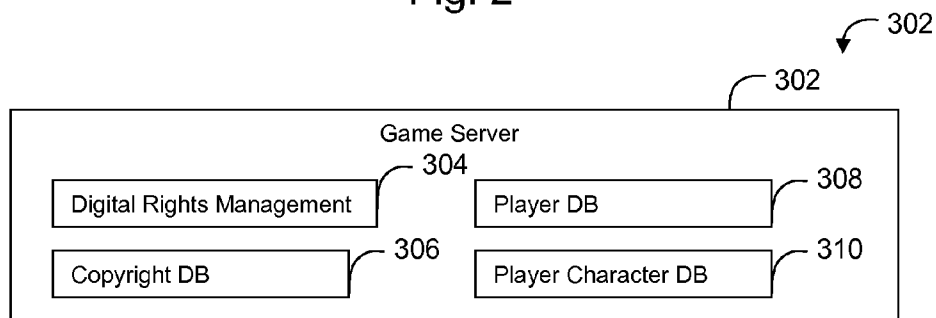 Fig. 2
302
302
Game Server
304
Digital Rights Management
308
Player DB
306
Copyright DB
310
Player Character DB